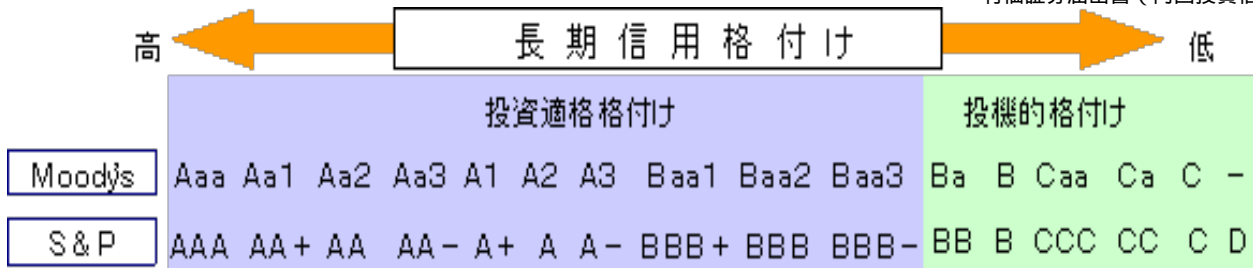 高 長期信用格付け 低
投資適格格付け 投機的格付け
Moody's Aaa Aa1 Aa2 Aa3 A1 A2 A3 Baa1 Baa2 Baa3 Ba B Caa Ca C -
S&P AAA AA+ AA AA- A+ A A- BBB+ BBB BBB- BB B CCC CC C D